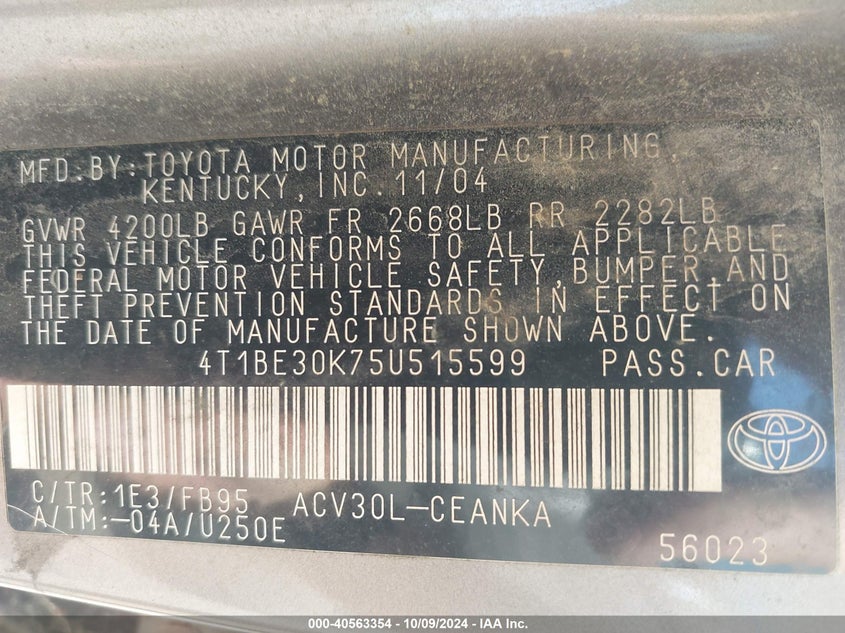 MFD.BY:TOYOTA MOTOR MANUFACTURING,
KENTUCKY,INC.11/04
GVWR 4200LB GAWR FR 2668LB RR 2282LB
THIS VEHICLE CONFORMS TO ALL APPLICABLE
FEDERAL MOTOR VEHICLE SAFETY,BUMPER,AND
THEFT PREVENTION STANDARDS IN EFFECT ON
THE DATE OF MANUFACTURE SHOWN ABOVE.
4T1BE30K75U515599 PASS.CAR
C/TR:1E3/FB95 ACV30L-CEANKA
A/TM:-04A/U250E
56023
000-40563354 - 10/09/2024 - IAA Inc.